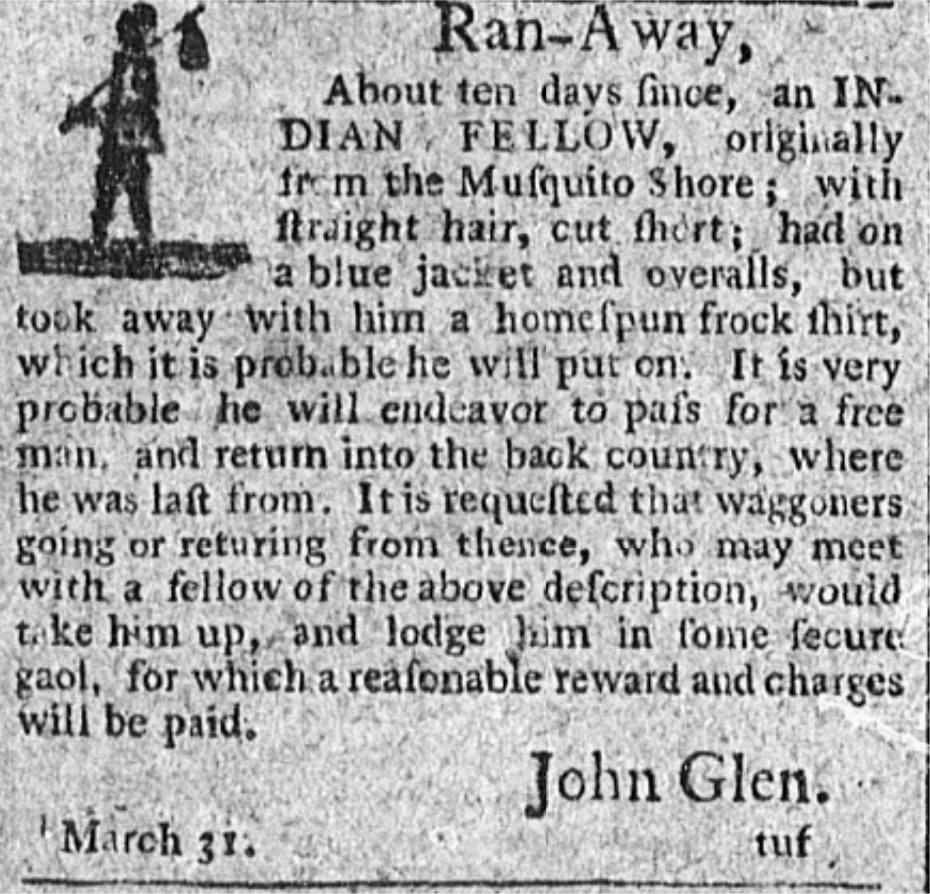 Ran-Away,
About ten days ſince, an IN-
DIAN FELLOW, originally
from the Muſquito Shore; with
ſtraight hair, cut ſhort; had on
a blue jacket and overalls, but
took away with him a homeſpun frock ſhirt,
which it is probable he will put on. It is very
probable he will endeavor to paſs for a free
man, and return into the back country, where
he was laſt from. It is requeſted that waggoners
going or returing from thence, who may meet
with a fellow of the above deſcription, would
take him up, and lodge him in ſome ſecure
gaol, for which a reaſonable reward and charges
will be paid.
John Glen.
March 31. tuf